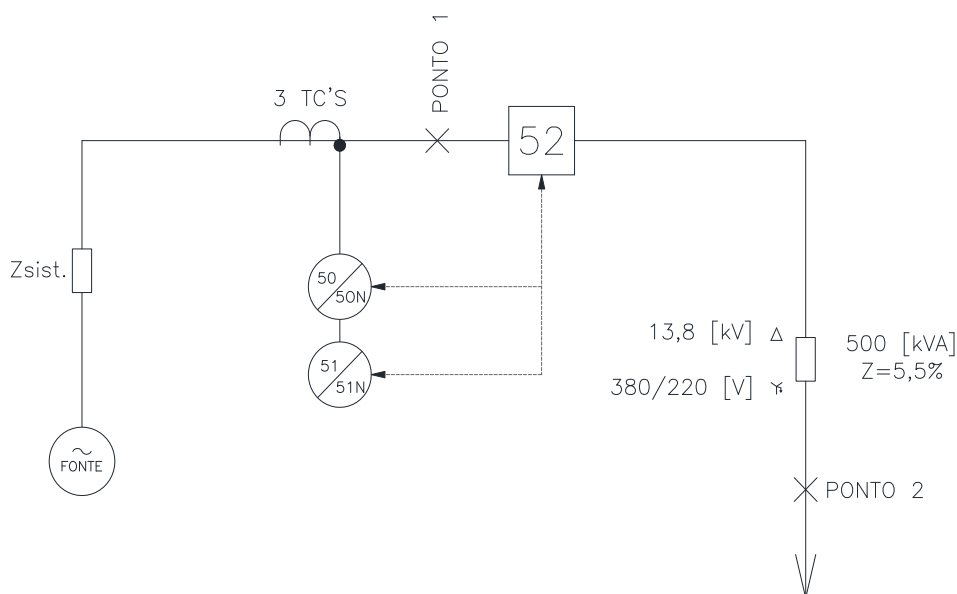 PONTO 1
3 TC'S
52
Zsist.
50
50N
51
51N
FONTE
13,8 [kV] Δ
380/220 [V]
500 [kVA]
Z=5,5%
PONTO 2